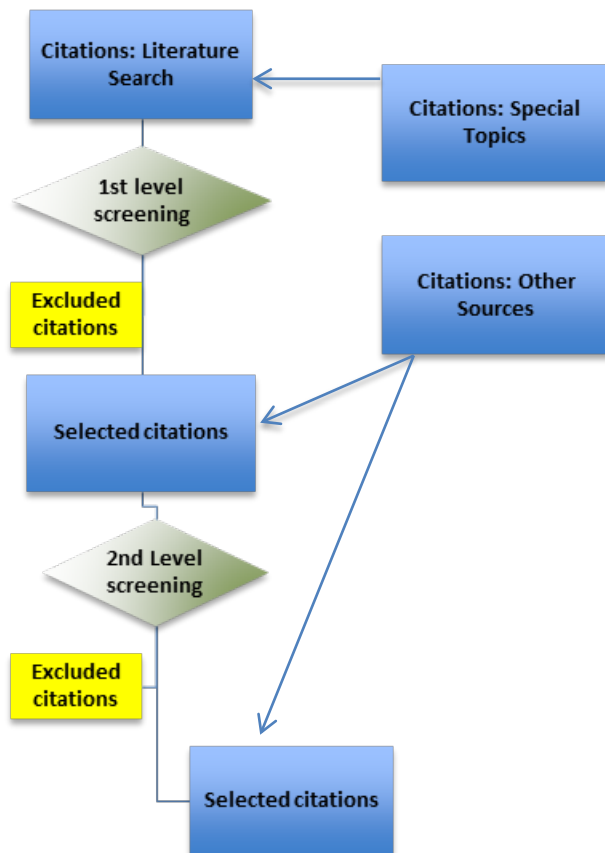 Citations: Literature
Search
Citations: Special
Topics
1st level
screening
Citations: Other
Sources
Excluded
citations
Selected citations
2nd Level
screening
Excluded
citations
Selected citations